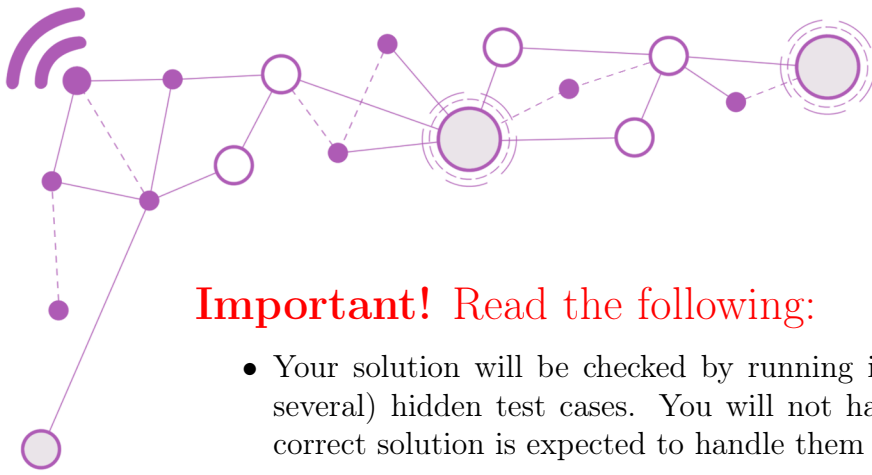 Important! Read the following:
• Your solution will be checked by running i
several) hidden test cases. You will not ha
correct solution is expected to handle them